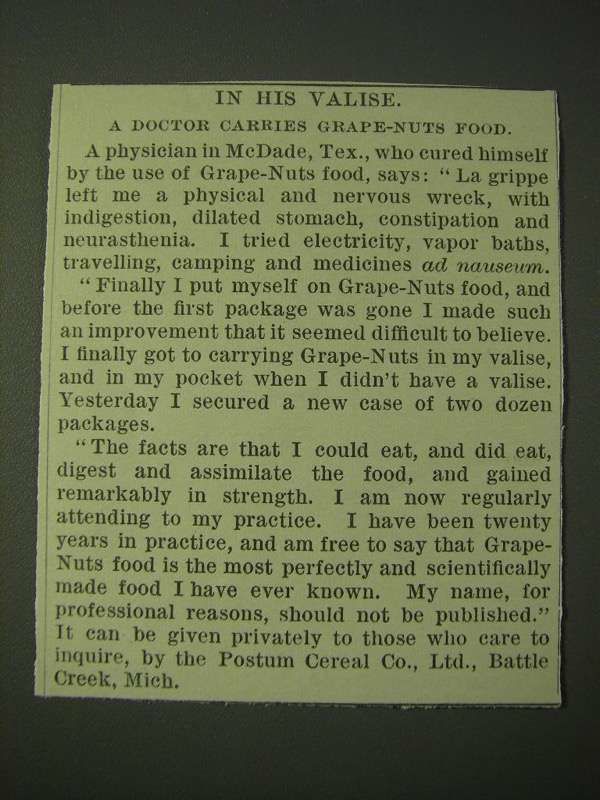 IN HIS VALISE.
A DOCTOR CARRIES GRAPE-NUTS FOOD.
A physician in McDade, Tex., who cured himself
by the use of Grape-Nuts food, says: “ La grippe
left me a physical and nervous wreck, with
indigestion, dilated stomach, constipation and
neurasthenia. I tried electricity, vapor baths,
travelling, camping and medicines ad nauseum.
“ Finally I put myself on Grape-Nuts food, and
before the first package was gone I made such
an improvement that it seemed difficult to believe.
I finally got to carrying Grape-Nuts in my valise,
and in my pocket when I didn’t have a valise.
Yesterday I secured a new case of two dozen
packages.
“ The facts are that I could eat, and did eat,
digest and assimilate the food, and gained
remarkably in strength. I am now regularly
attending to my practice. I have been twenty
years in practice, and am free to say that Grape-
Nuts food is the most perfectly and scientifically
made food I have ever known. My name, for
professional reasons, should not be published.”
It can be given privately to those who care to
inquire, by the Postum Cereal Co., Ltd., Battle
Creek, Mich.